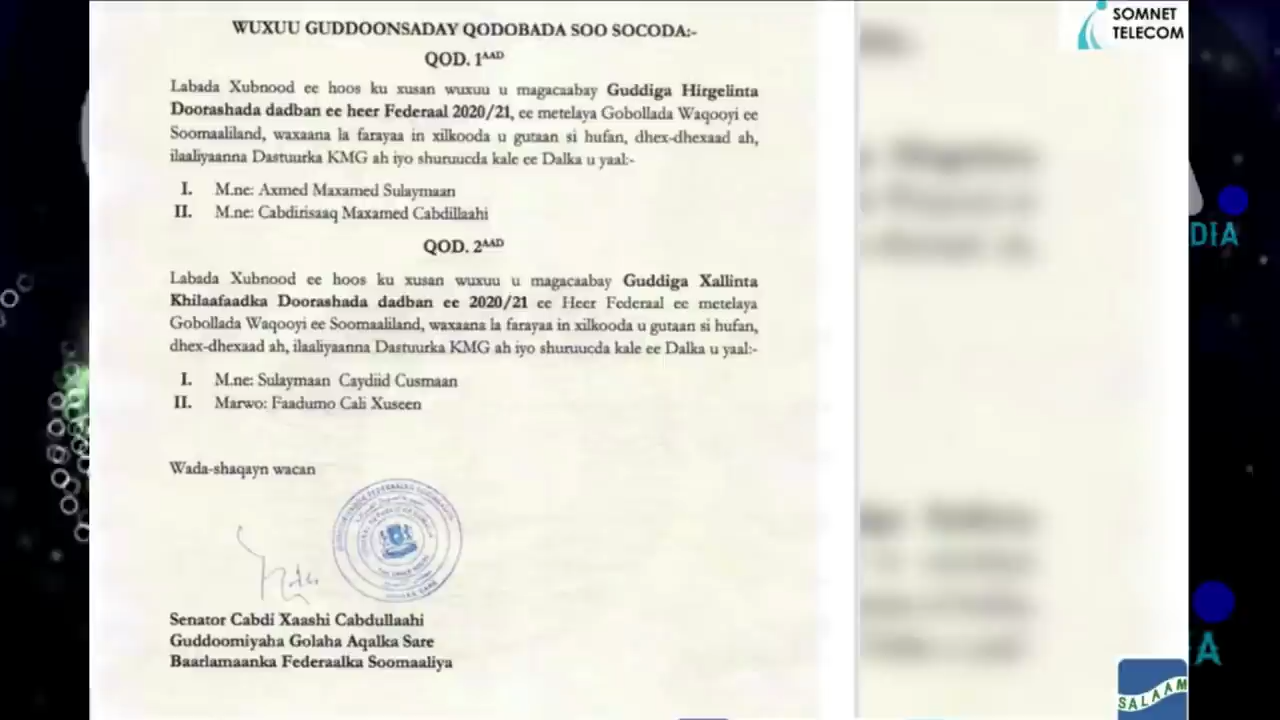 WUXUU GUDDOONSADAY QODOBADA SOO SOCODA:-
QOD. 1AAD
Labada Xubnood ee hoos ku xusan wuxuu u magacaabay Guddiga Hirgelinta
Doorashada dadban ee heer Federaal 2020/21, ee metelaya Gobollada Waqooyi ee
Soomaaliland, waxaana la farayaa in xilkooda u gutaan si hufan, dhex-dhexaad ah,
ilaaliyaanna Dastuurka KMG ah iyo shuruucda kale ee Dalka u yaal:-
I. M.ne: Axmed Maxamed Sulaymaan
II. M.ne: Cabdirisaaq Maxamed Cabdillaahi
QOD. 2AAD
Labada Xubnood ee hoos ku xusan wuxuu u magacaabay Guddiga Xallinta
Khilaafaadka Doorashada dadban ee 2020/21 ee Heer Federaal ee metelaya
Gobollada Waqooyi ee Soomaaliland, waxaana la farayaa in xilkooda u gutaan si hufan,
dhex-dhexaad ah, ilaaliyaanna Dastuurka KMG ah iyo shuruucda kale ee Dalka u yaal:-
I. M.ne: Sulaymaan Caydiid Cusmaan
II. Marwo: Faadumo Cali Xuseen
Wada-shaqayn wacan
Senator Cabdi Xaashi Cabdullaahi
Guddoomiyaha Golaha Aqalka Sare
Baarlamaanka Federaalka Soomaaliya
SOMNET
TELECOM
DIA
A
SALAAM